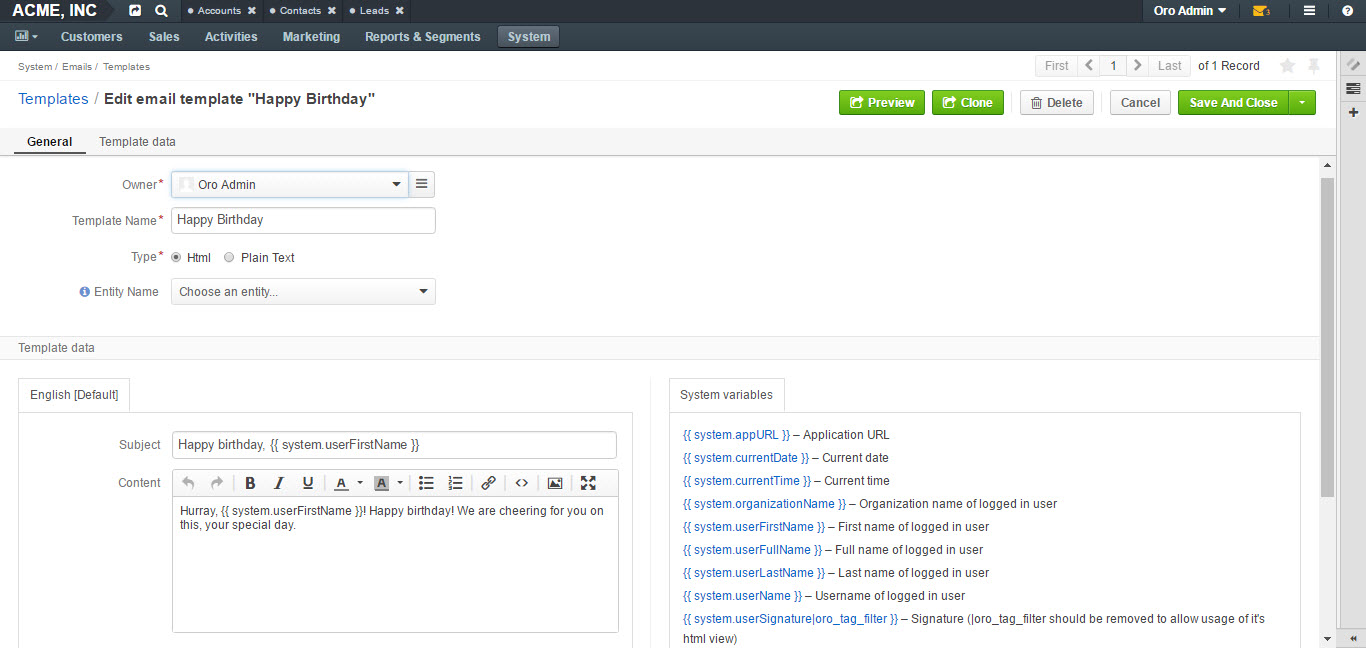 ACME, INC
Accounts
Contacts
Leads
Oro Admin
3
Customers
Sales
Activities
Marketing
Reports & Segments
System
System / Emails / Templates
First
1
Last
of 1 Record
Templates / Edit email template "Happy Birthday"
Preview
Clone
Delete
Cancel
Save And Close
General
Template data
Owner*
Oro Admin
Template Name*
Happy Birthday
Type*
Html
Plain Text
Entity Name
Choose an entity...
Template data
English [Default]
Subject
Happy birthday, {{ system.userFirstName }}
Content
B I U A A
Hurray, {{ system.userFirstName }}! Happy birthday! We are cheering for you on
this, your special day.
System variables
{{ system.appURL }} – Application URL
{{ system.currentDate }} – Current date
{{ system.currentTime }} – Current time
{{ system.organizationName }} – Organization name of logged in user
{{ system.userFirstName }} – First name of logged in user
{{ system.userFullName }} – Full name of logged in user
{{ system.userLastName }} – Last name of logged in user
{{ system.userName }} – Username of logged in user
{{ system.userSignature|oro_tag_filter }} – Signature (|oro_tag_filter should be removed to allow usage of it's
html view)